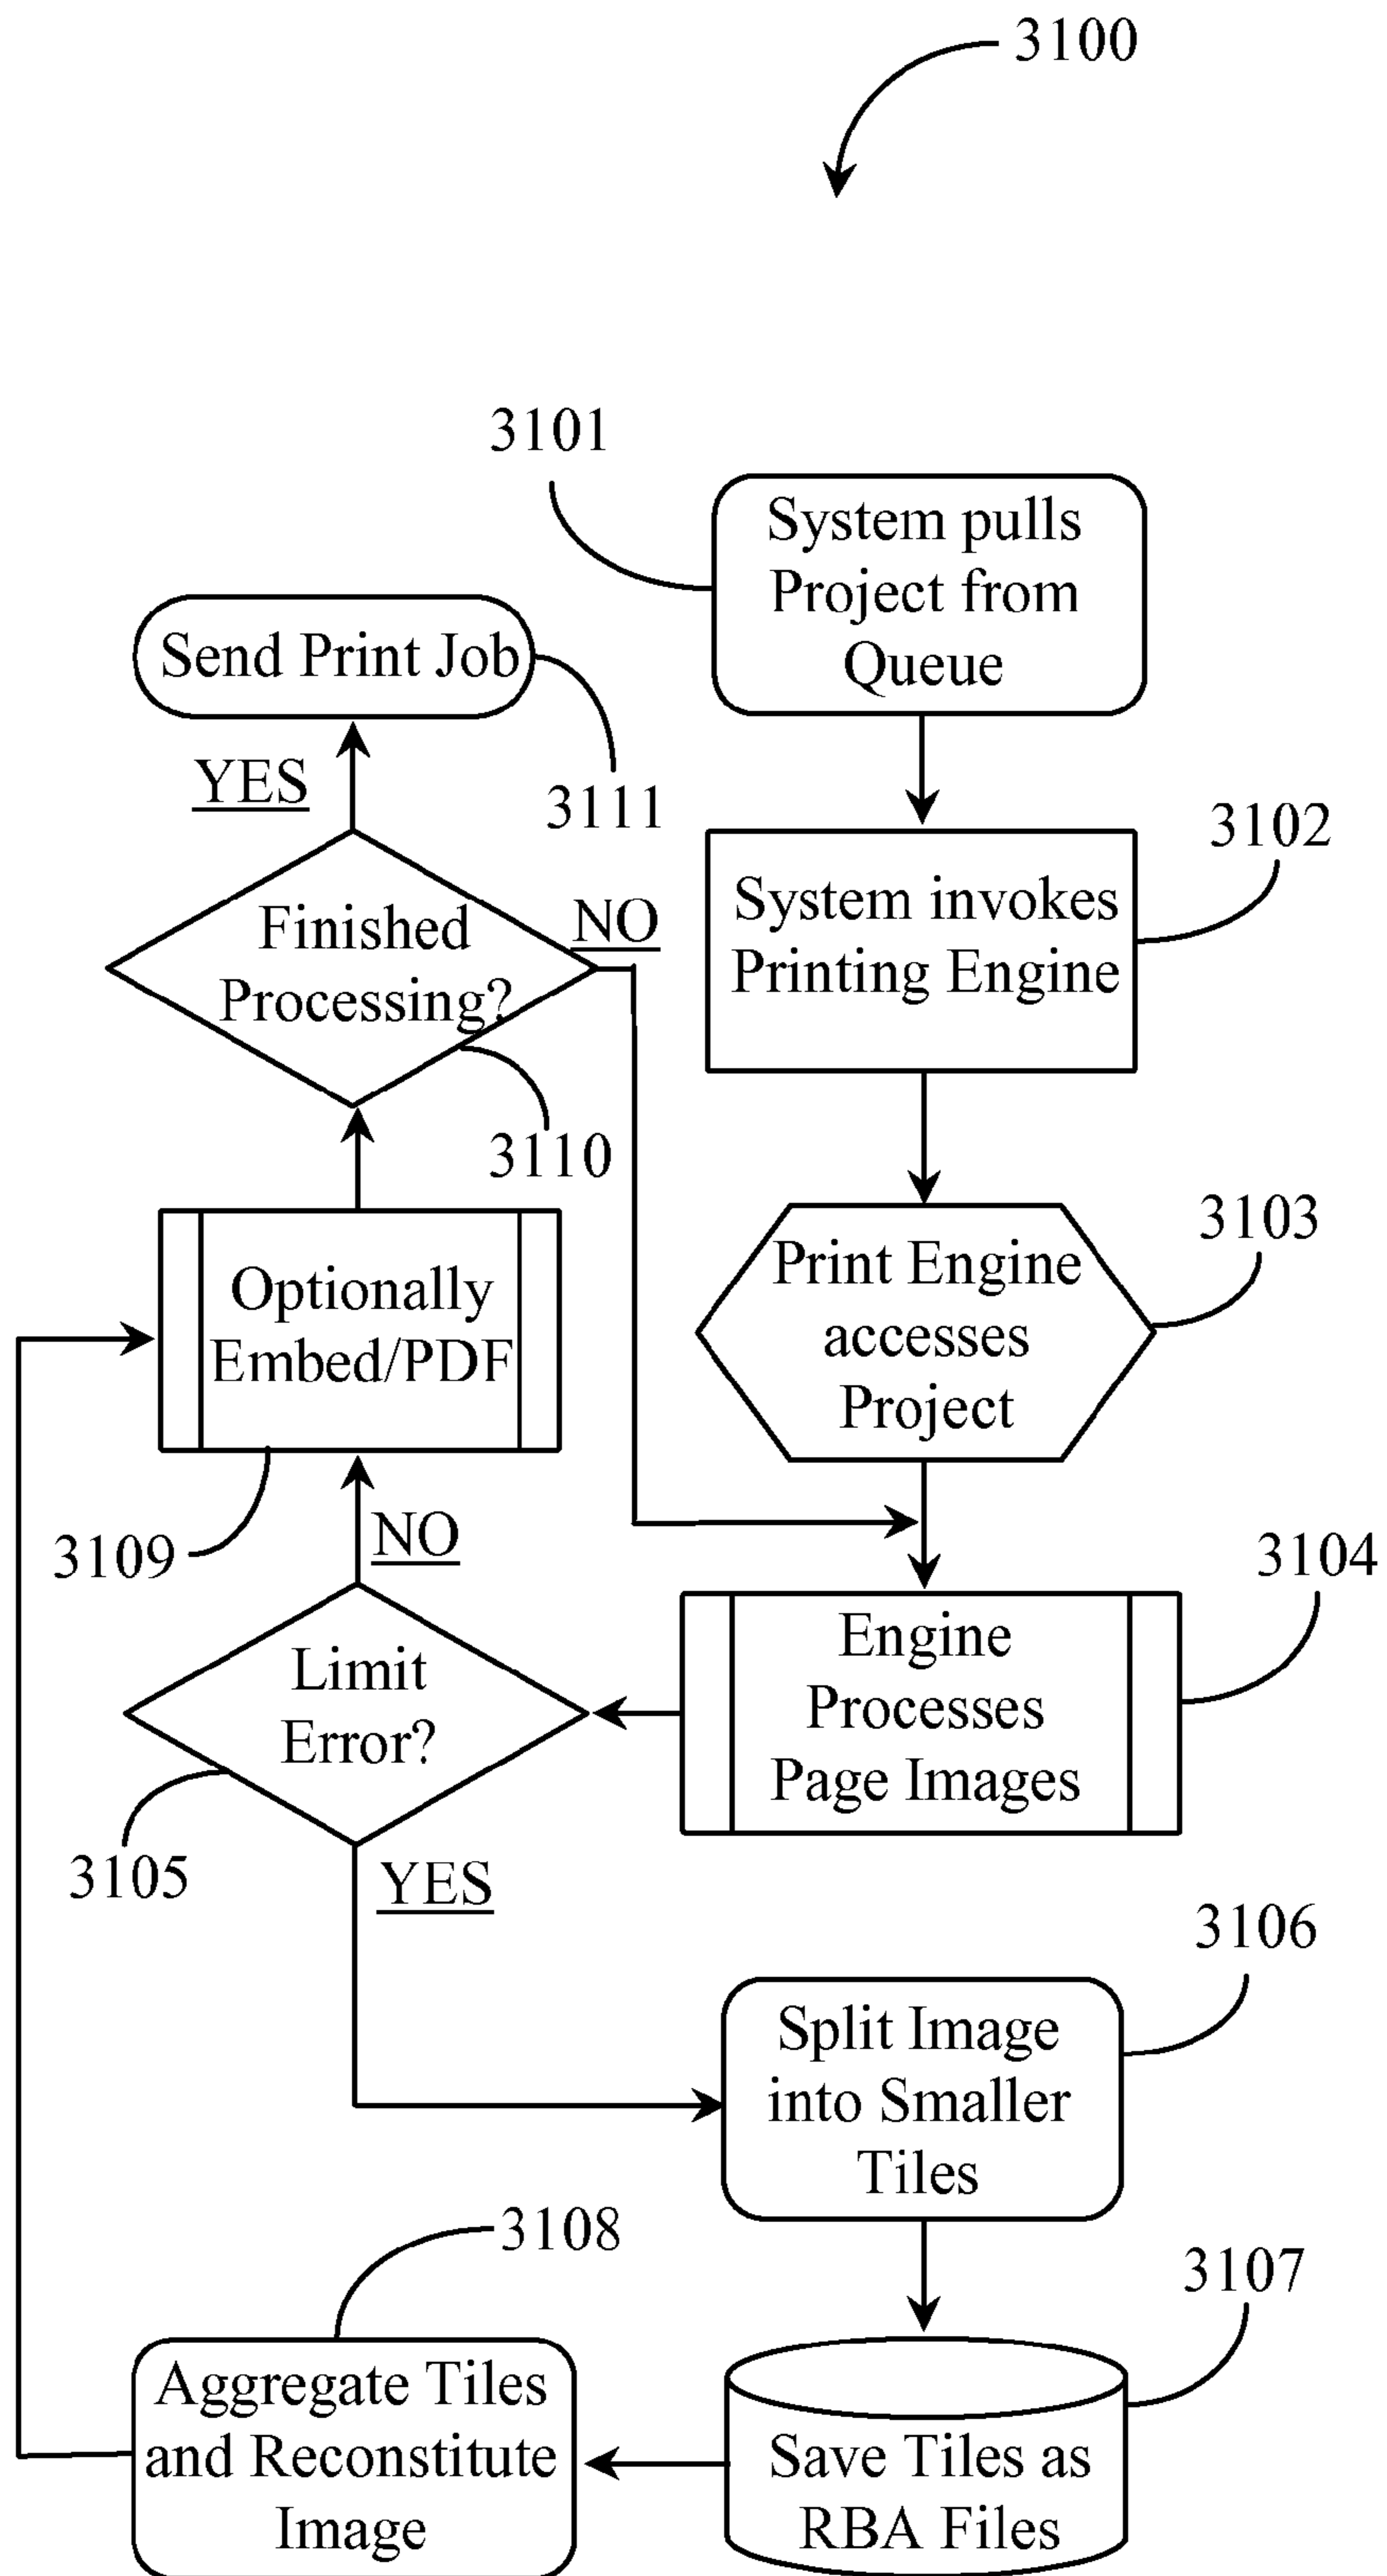 3100
3101
System pulls
Project from
Queue
Send Print Job
3111
YES
3102
System invokes
Printing Engine
Finished
Processing?
NO
3110
3103
Print Engine
accesses
Project
Optionally
Embed/PDF
3109
NO
3104
Engine
Processes
Page Images
Limit
Error?
3105
YES
3106
Split Image
into Smaller
Tiles
3108
3107
Aggregate Tiles
and Reconstitute
Image
Save Tiles as
RBA Files